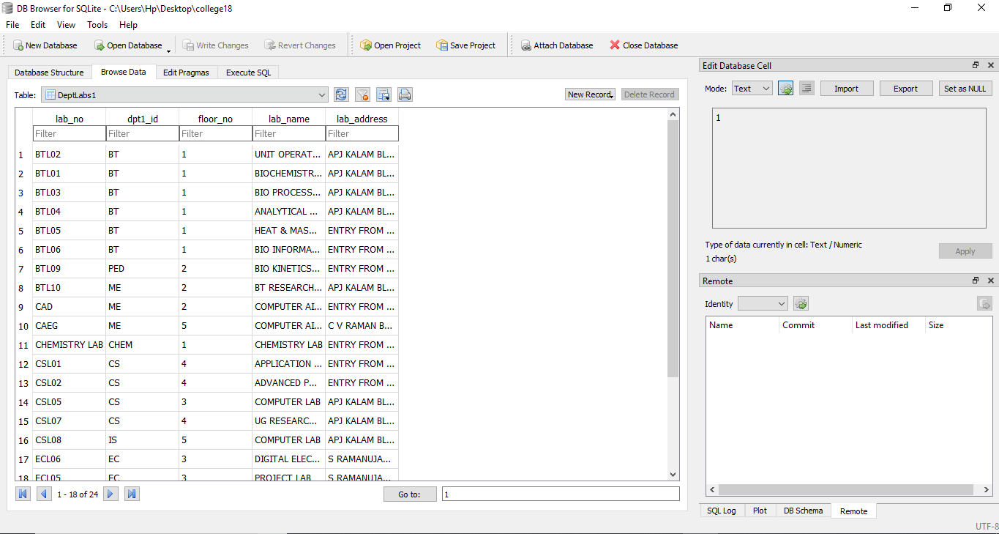 DB Browser for SQLite - C:\Users\Hp\Desktop\college18
File Edit View Tools Help
New Database Open Database Write Changes Revert Changes Open Project Save Project Attach Database Close Database
Database Structure Browse Data Edit Pragmas Execute SQL
Table: DeptLabs1 New Record Delete Record
lab_no dpt1_id floor_no lab_name lab_address
Filter Filter Filter Filter Filter
1 BTL02 BT 1 UNIT OPERAT... APJ KALAM BL...
2 BTL01 BT 1 BIOCHEMISTR... APJ KALAM BL...
3 BTL03 BT 1 BIO PROCESS... APJ KALAM BL...
4 BTL04 BT 1 ANALYTICAL ... APJ KALAM BL...
5 BTL05 BT 1 HEAT & MAS... ENTRY FROM ...
6 BTL06 BT 1 BIO INFORMA... ENTRY FROM ...
7 BTL09 PED 2 BIO KINETICS... ENTRY FROM ...
8 BTL10 ME 2 BT RESEARCH... APJ KALAM BL...
9 CAD ME 2 COMPUTER AI... ENTRY FROM ...
10 CAEG ME 5 COMPUTER AI... C V RAMAN B...
11 CHEMISTRY LAB CHEM 1 CHEMISTRY LAB ENTRY FROM ...
12 CSL01 CS 4 APPLICATION ... ENTRY FROM ...
13 CSL02 CS 4 ADVANCED P... ENTRY FROM ...
14 CSL05 CS 3 COMPUTER LAB APJ KALAM BL...
15 CSL07 CS 4 UG RESEARC... APJ KALAM BL...
16 CSL08 IS 5 COMPUTER LAB APJ KALAM BL...
17 ECL06 EC 3 DIGITAL ELEC... S RAMANUJA...
18 ECL05 EC 3 PROJECT LAB S RAMANUJA...
1 - 18 of 24 Go to: 1
Edit Database Cell
Mode: Text Import Export Set as NULL
1
Type of data currently in cell: Text / Numeric
1 char(s)
Apply
Remote
Identity
Name Commit Last modified Size
SQL Log Plot DB Schema Remote
UTF-8